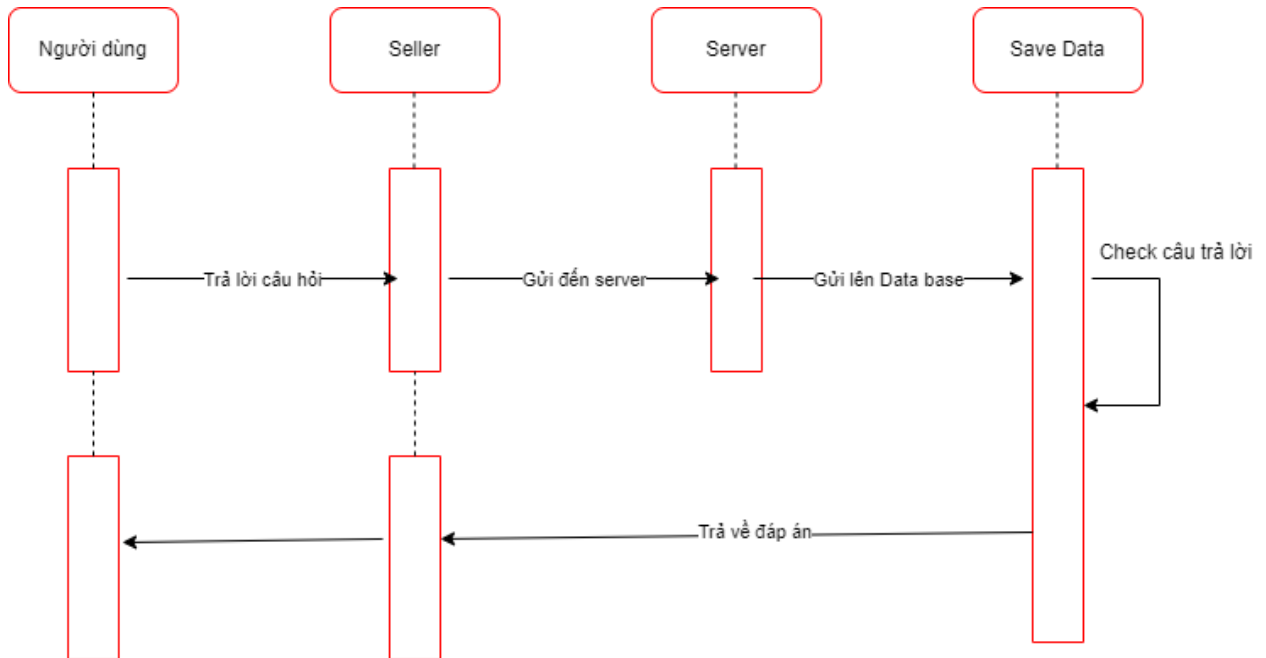 Người dùng
Seller
Server
Save Data
Check câu trả lời
Trả lời câu hỏi
Gửi đến server
Gửi lên Data base
Trả về đáp án